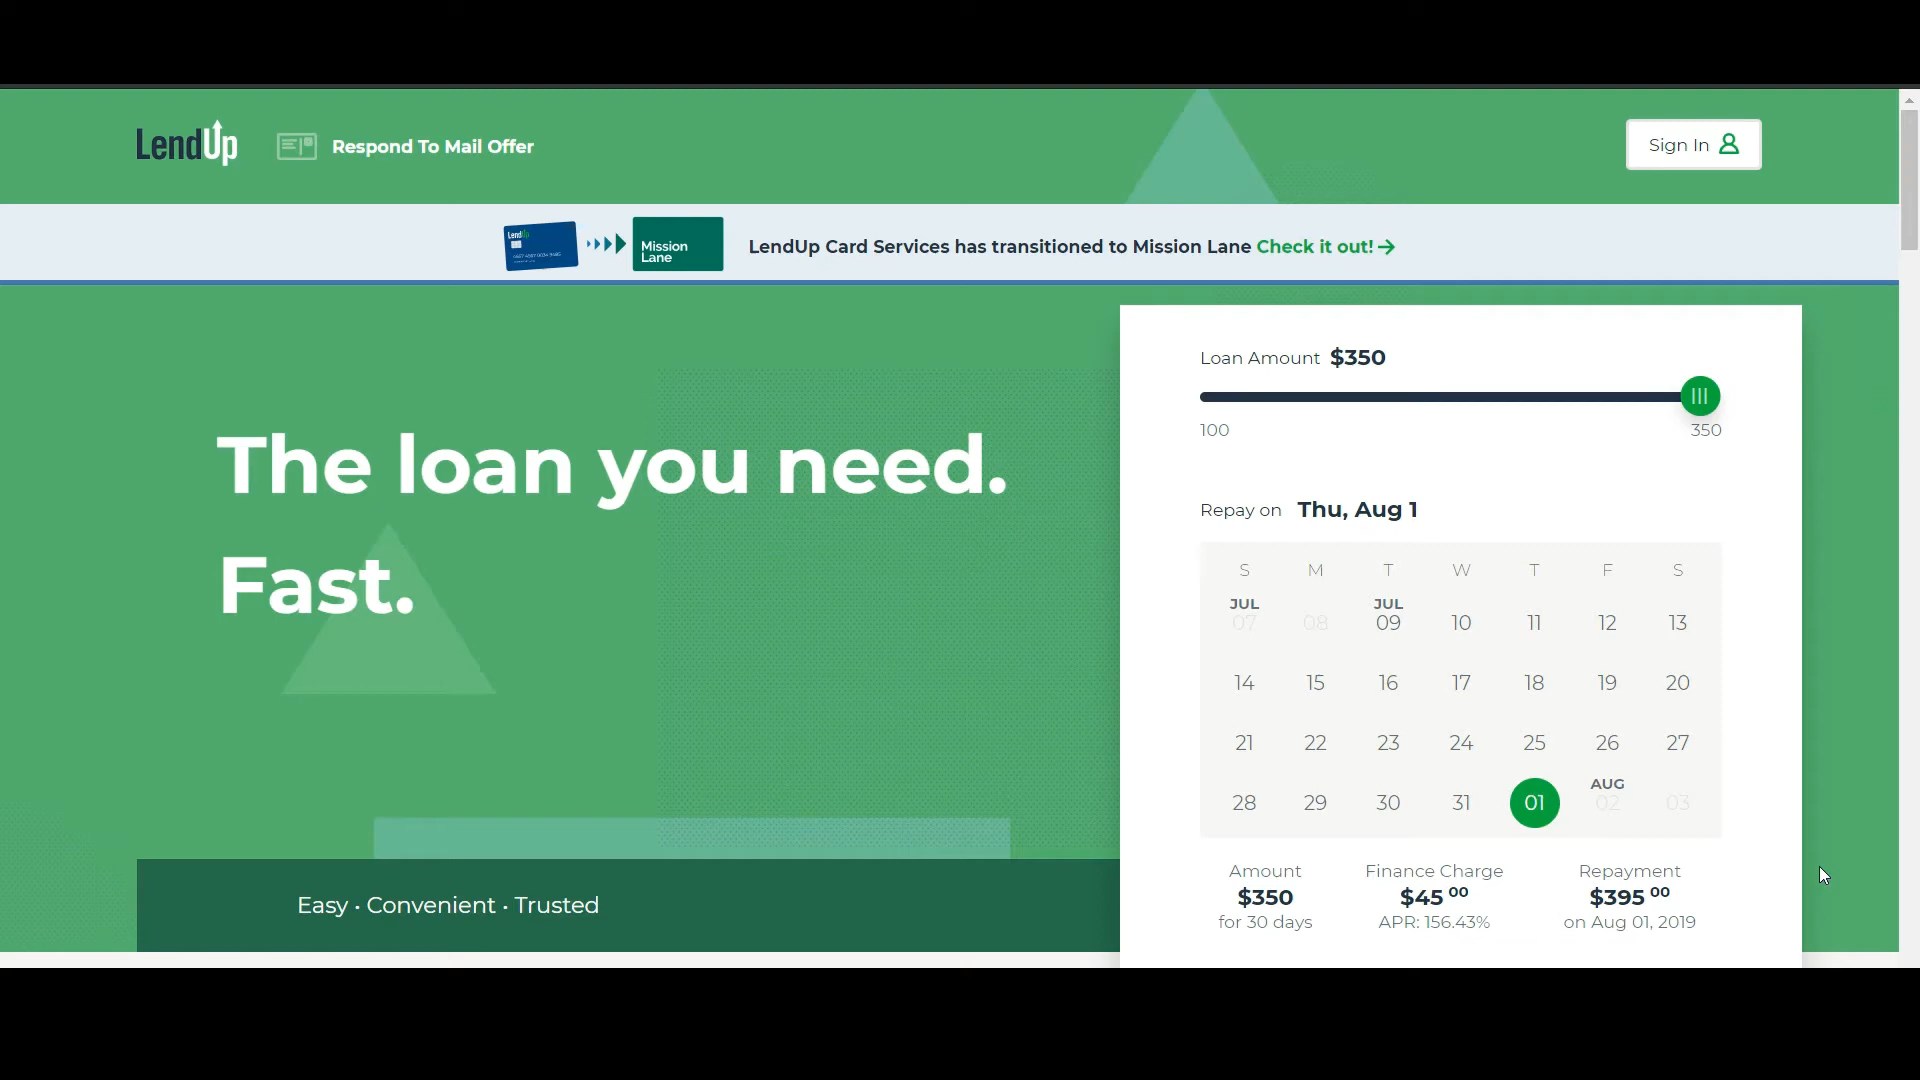 LendUp
Respond To Mail Offer
Sign In
LendUp
Mission
Lane
LendUp Card Services has transitioned to Mission Lane Check it out!
The loan you need.
Fast.
Easy • Convenient • Trusted
Loan Amount $350
100 350
Repay on Thu, Aug 1
S M T W T F S
JUL JUL
07 08 09 10 11 12 13
14 15 16 17 18 19 20
21 22 23 24 25 26 27
AUG
28 29 30 31 01 02 03
Amount Finance Charge Repayment
$350 $45 00 $395 00
for 30 days APR: 156.43% on Aug 01, 2019